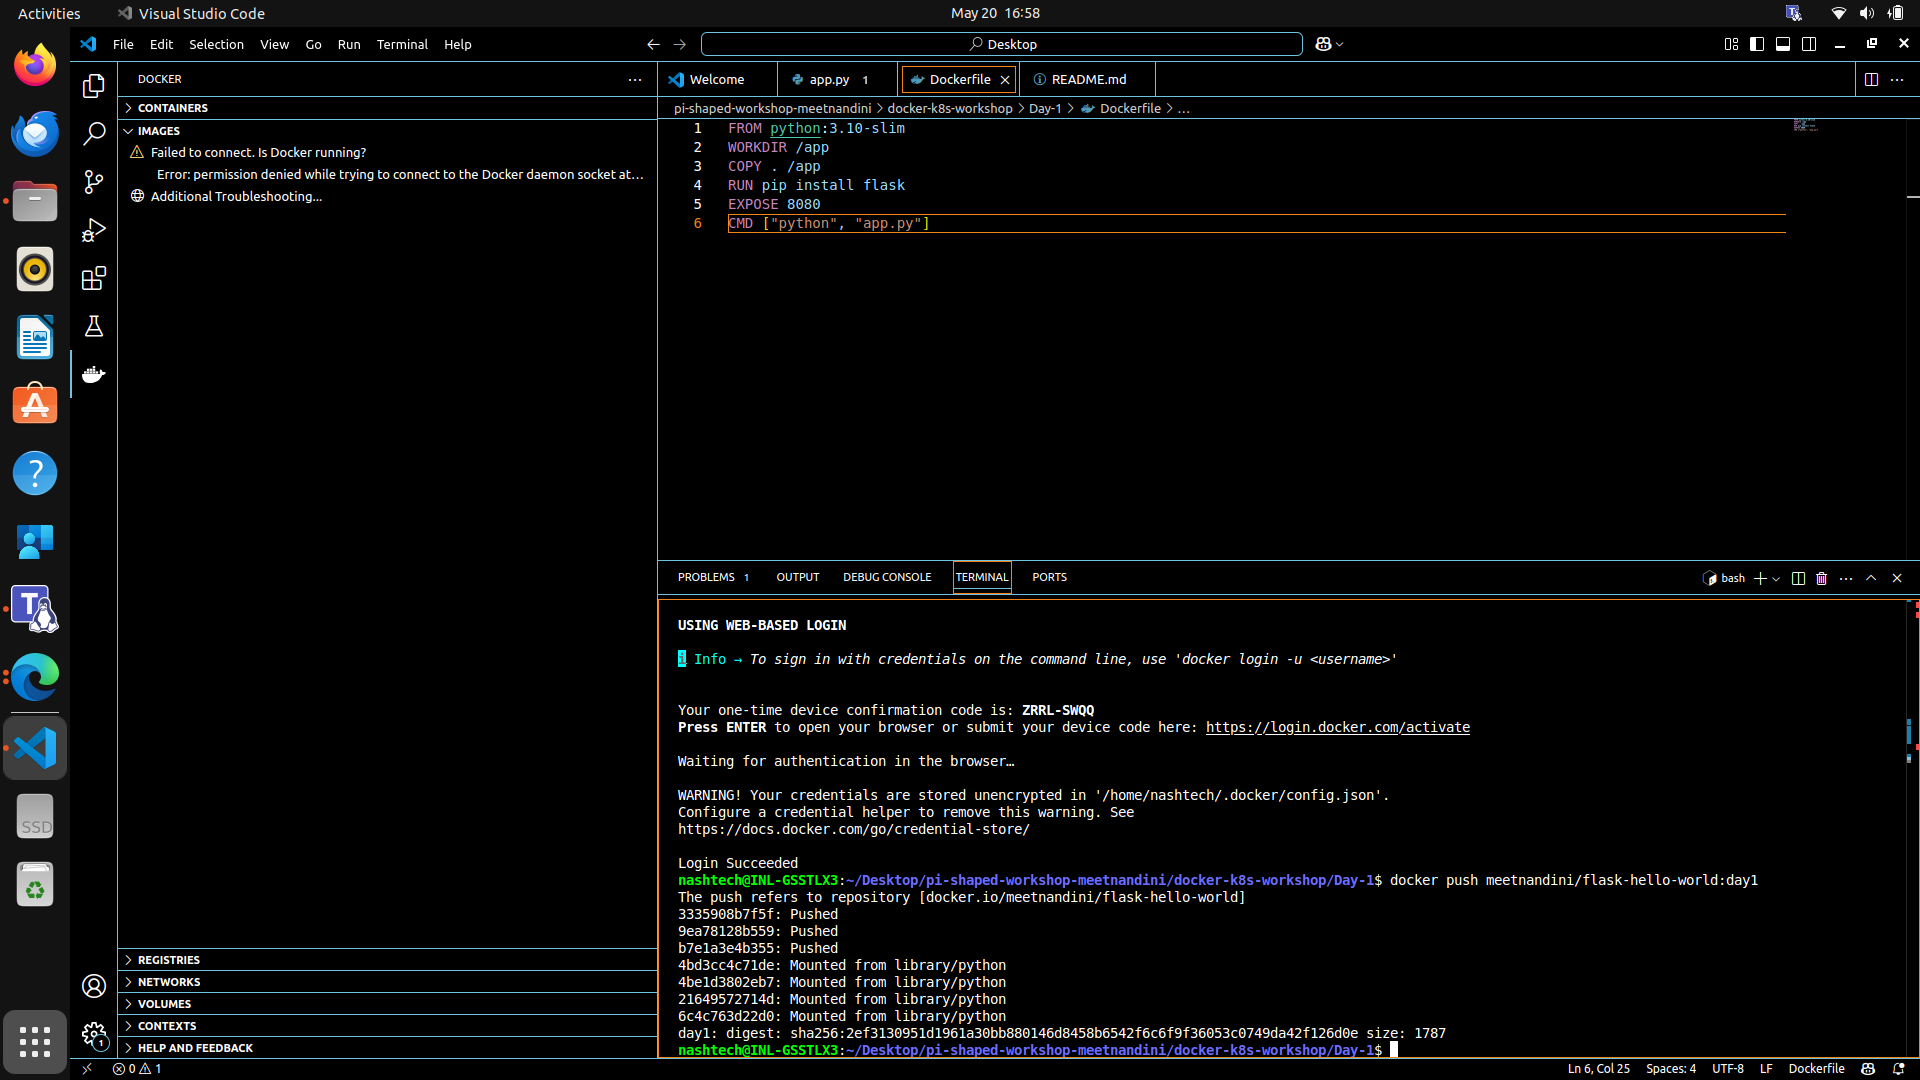 Activities
Visual Studio Code
May 20 16:58
File Edit Selection View Go Run Terminal Help
Desktop
DOCKER
CONTAINERS
IMAGES
Failed to connect. Is Docker running?
Error: permission denied while trying to connect to the Docker daemon socket at...
Additional Troubleshooting...
REGISTRIES
NETWORKS
VOLUMES
CONTEXTS
HELP AND FEEDBACK
Welcome
app.py 1
Dockerfile
README.md
pi-shaped-workshop-meetnandini > docker-k8s-workshop > Day-1 > Dockerfile > ...
1 FROM python:3.10-slim
2 WORKDIR /app
3 COPY . /app
4 RUN pip install flask
5 EXPOSE 8080
6 CMD ["python", "app.py"]
PROBLEMS 1 OUTPUT DEBUG CONSOLE TERMINAL PORTS
bash
USING WEB-BASED LOGIN
i Info → To sign in with credentials on the command line, use 'docker login -u <username>'
Your one-time device confirmation code is: ZRRL-SWQQ
Press ENTER to open your browser or submit your device code here: https://login.docker.com/activate
Waiting for authentication in the browser…
WARNING! Your credentials are stored unencrypted in '/home/nashtech/.docker/config.json'.
Configure a credential helper to remove this warning. See
https://docs.docker.com/go/credential-store/
Login Succeeded
nashtech@INL-GSSTLX3:~/Desktop/pi-shaped-workshop-meetnandini/docker-k8s-workshop/Day-1$ docker push meetnandini/flask-hello-world:day1
The push refers to repository [docker.io/meetnandini/flask-hello-world]
3335908b7f5f: Pushed
9ea78128b559: Pushed
b7e1a3e4b355: Pushed
4bd3cc4c71de: Mounted from library/python
4be1d3802eb7: Mounted from library/python
21649572714d: Mounted from library/python
6c4c763d22d0: Mounted from library/python
day1: digest: sha256:2ef3130951d1961a30bb880146d8458b6542f6c6f9f36053c0749da42f126d0e size: 1787
nashtech@INL-GSSTLX3:~/Desktop/pi-shaped-workshop-meetnandini/docker-k8s-workshop/Day-1$
SSD
1
0 1
Ln 6, Col 25 Spaces: 4 UTF-8 LF Dockerfile